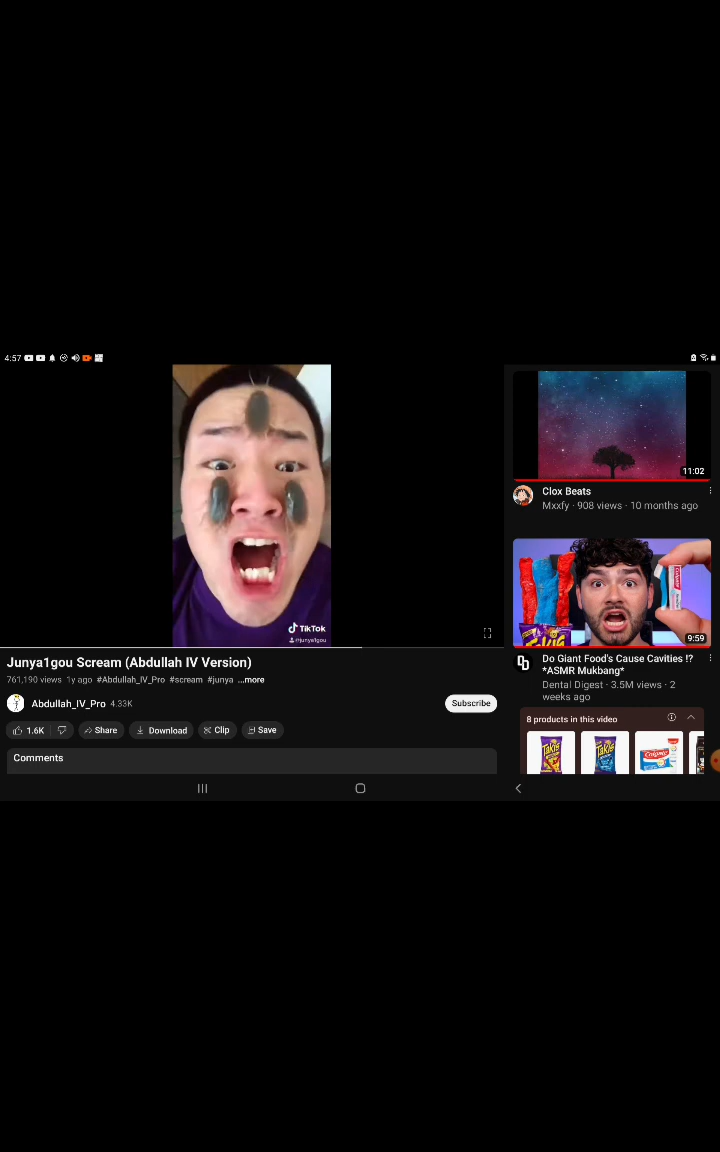 4:57
TikTok
@junya1gou
Junya1gou Scream (Abdullah IV Version)
761,190 views 1y ago #Abdullah_IV_Pro #scream #junya ...more
Abdullah_IV_Pro 4.33K
Subscribe
1.6K Share Download Clip Save
Comments
11:02
Clox Beats
Mxxfy · 908 views · 10 months ago
Colgate
Takis
9:59
Do Giant Food's Cause Cavities !?
*ASMR Mukbang*
Dental Digest · 3.5M views · 2
weeks ago
8 products in this video
Takis Takis Colgate